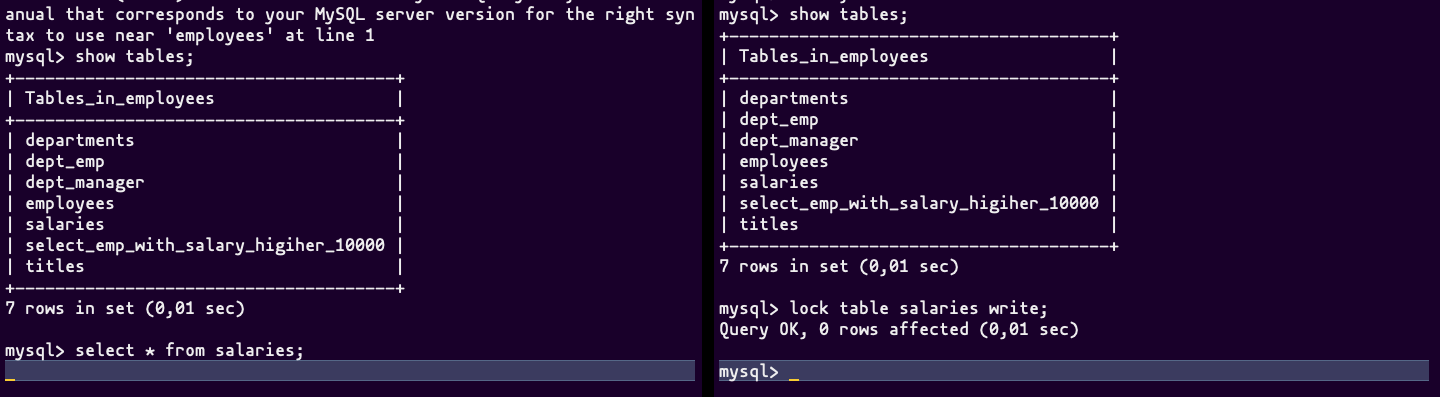 anual that corresponds to your MySQL server version for the right syn
tax to use near 'employees' at line 1
mysql> show tables;
+--------------------------------------+
| Tables_in_employees                  |
+--------------------------------------+
| departments                          |
| dept_emp                             |
| dept_manager                         |
| employees                            |
| salaries                             |
| select_emp_with_salary_higiher_10000 |
| titles                               |
+--------------------------------------+
7 rows in set (0,01 sec)

mysql> select * from salaries;
_
mysql> show tables;
+--------------------------------------+
| Tables_in_employees                  |
+--------------------------------------+
| departments                          |
| dept_emp                             |
| dept_manager                         |
| employees                            |
| salaries                             |
| select_emp_with_salary_higiher_10000 |
| titles                               |
+--------------------------------------+
7 rows in set (0,01 sec)

mysql> lock table salaries write;
Query OK, 0 rows affected (0,01 sec)

mysql> _